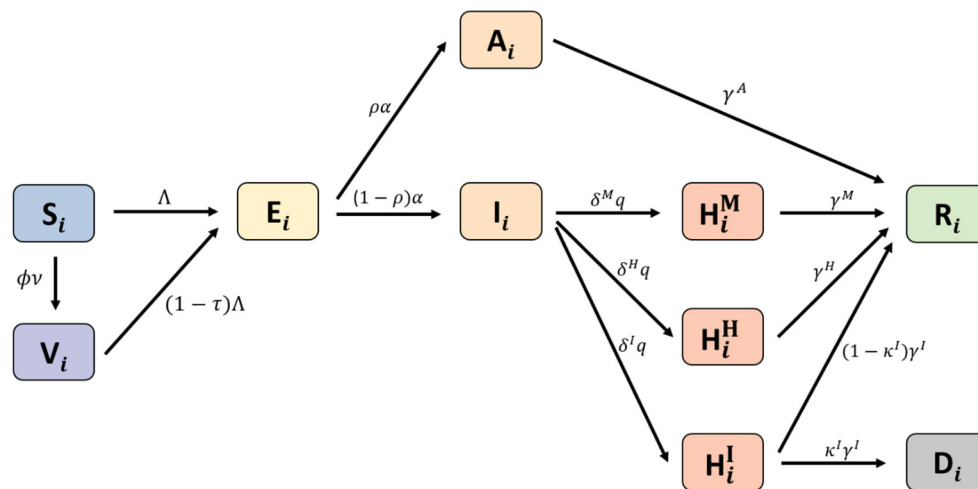 A_i
ρα
γ^A
S_i
Λ
E_i
(1 − ρ)α
I_i
δ^M q
H_i^M
γ^M
R_i
ϕν
δ^H q
γ^H
(1 − τ)Λ
V_i
H_i^H
δ^I q
(1 − κ^I)γ^I
H_i^I
κ^I γ^I
D_i